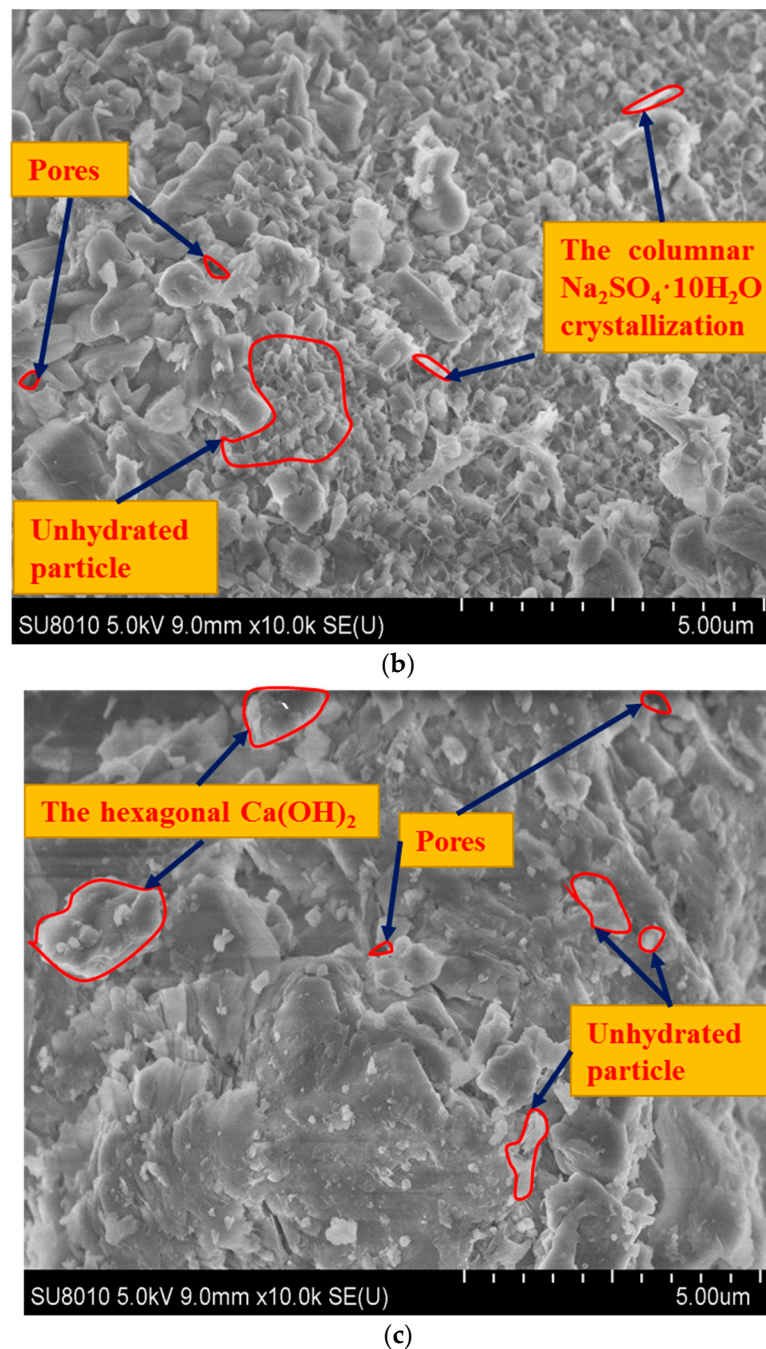 Pores
The columnar
Na₂SO₄·10H₂O
crystallization
Unhydrated
particle
SU8010 5.0kV 9.0mm x10.0k SE(U)
5.00um
(b)
The hexagonal Ca(OH)₂
Pores
Unhydrated
particle
SU8010 5.0kV 9.0mm x10.0k SE(U)
5.00um
(c)